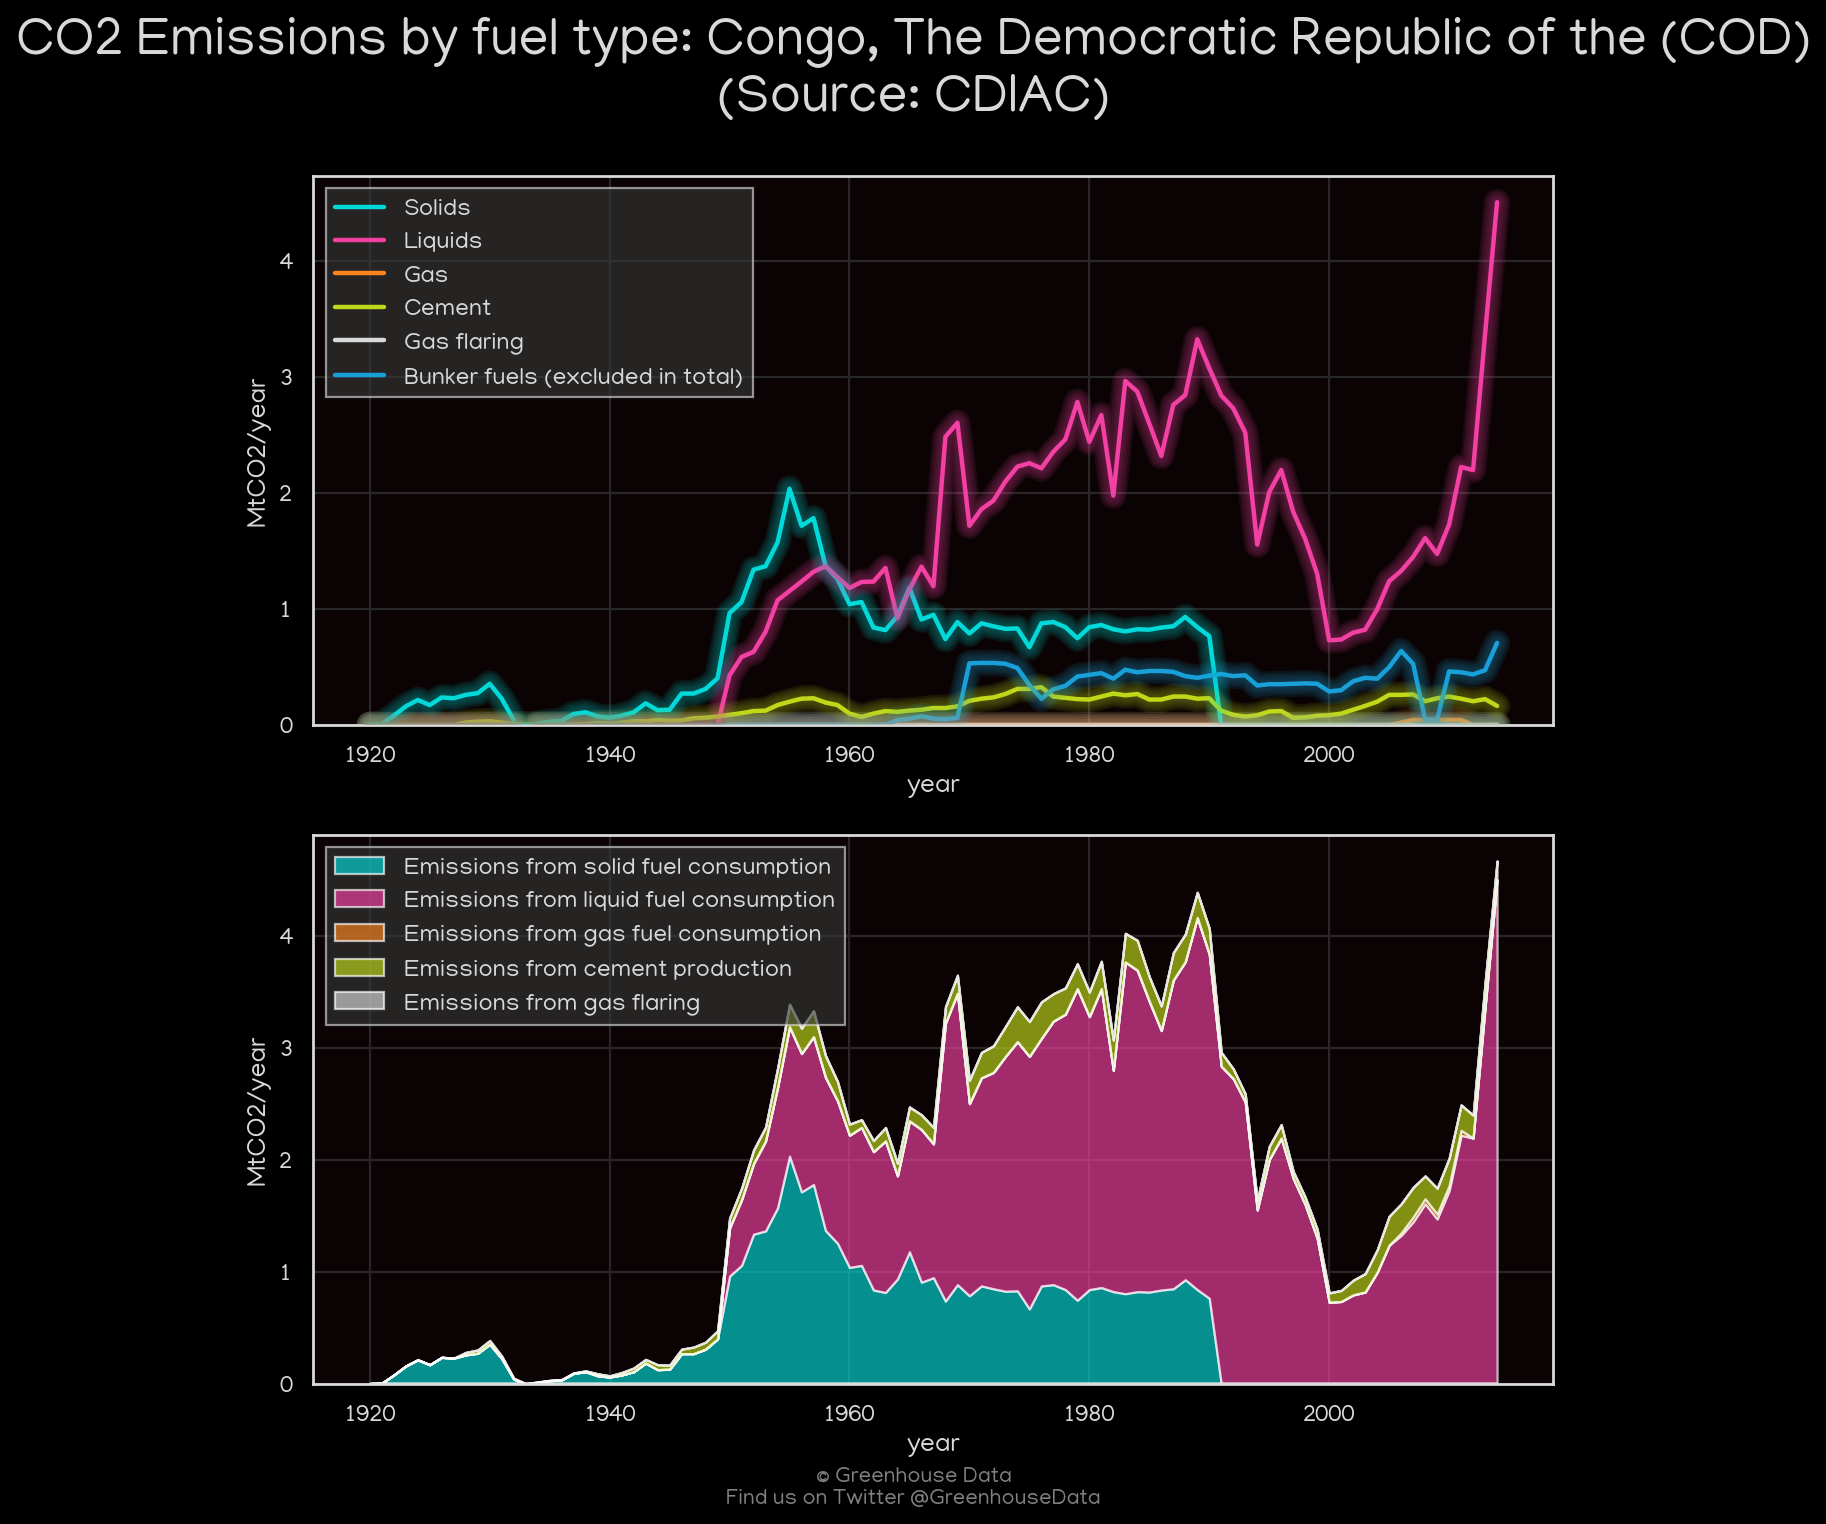 CO2 Emissions by fuel type: Congo, The Democratic Republic of the (COD)
(Source: CDIAC)
Solids
Liquids
Gas
Cement
Gas flaring
Bunker fuels (excluded in total)
MtCO2/year
4
3
2
1
0
1920 1940 1960 1980 2000
year
Emissions from solid fuel consumption
Emissions from liquid fuel consumption
Emissions from gas fuel consumption
Emissions from cement production
Emissions from gas flaring
MtCO2/year
4
3
2
1
0
1920 1940 1960 1980 2000
year
© Greenhouse Data
Find us on Twitter @GreenhouseData